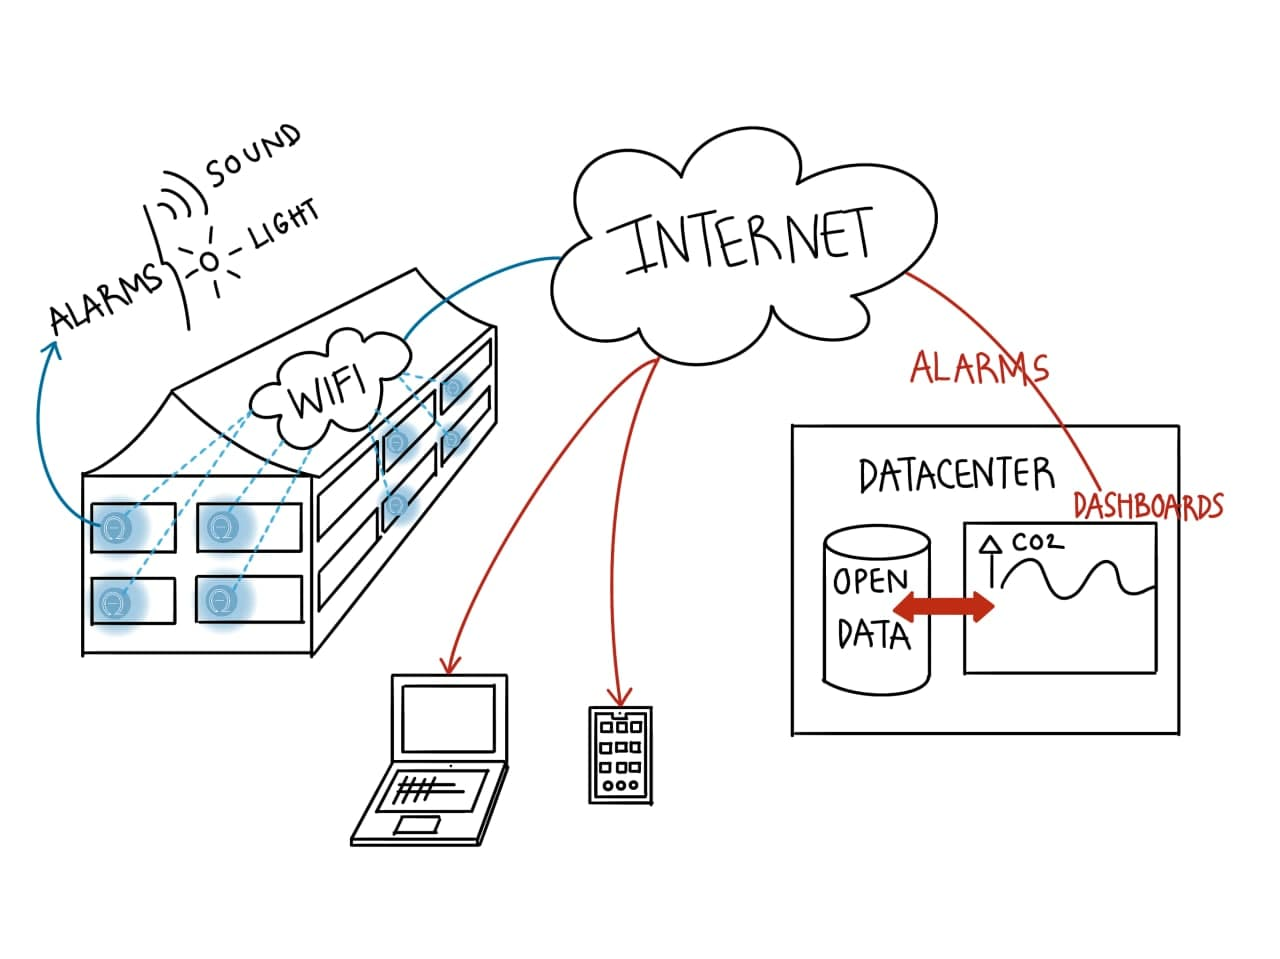 SOUND
LIGHT
ALARMS
INTERNET
WIFI
ALARMS
DATACENTER
DASHBOARDS
CO2
OPEN
DATA
Ω
Ω
Ω
Ω
Ω
Ω
Ω
Ω